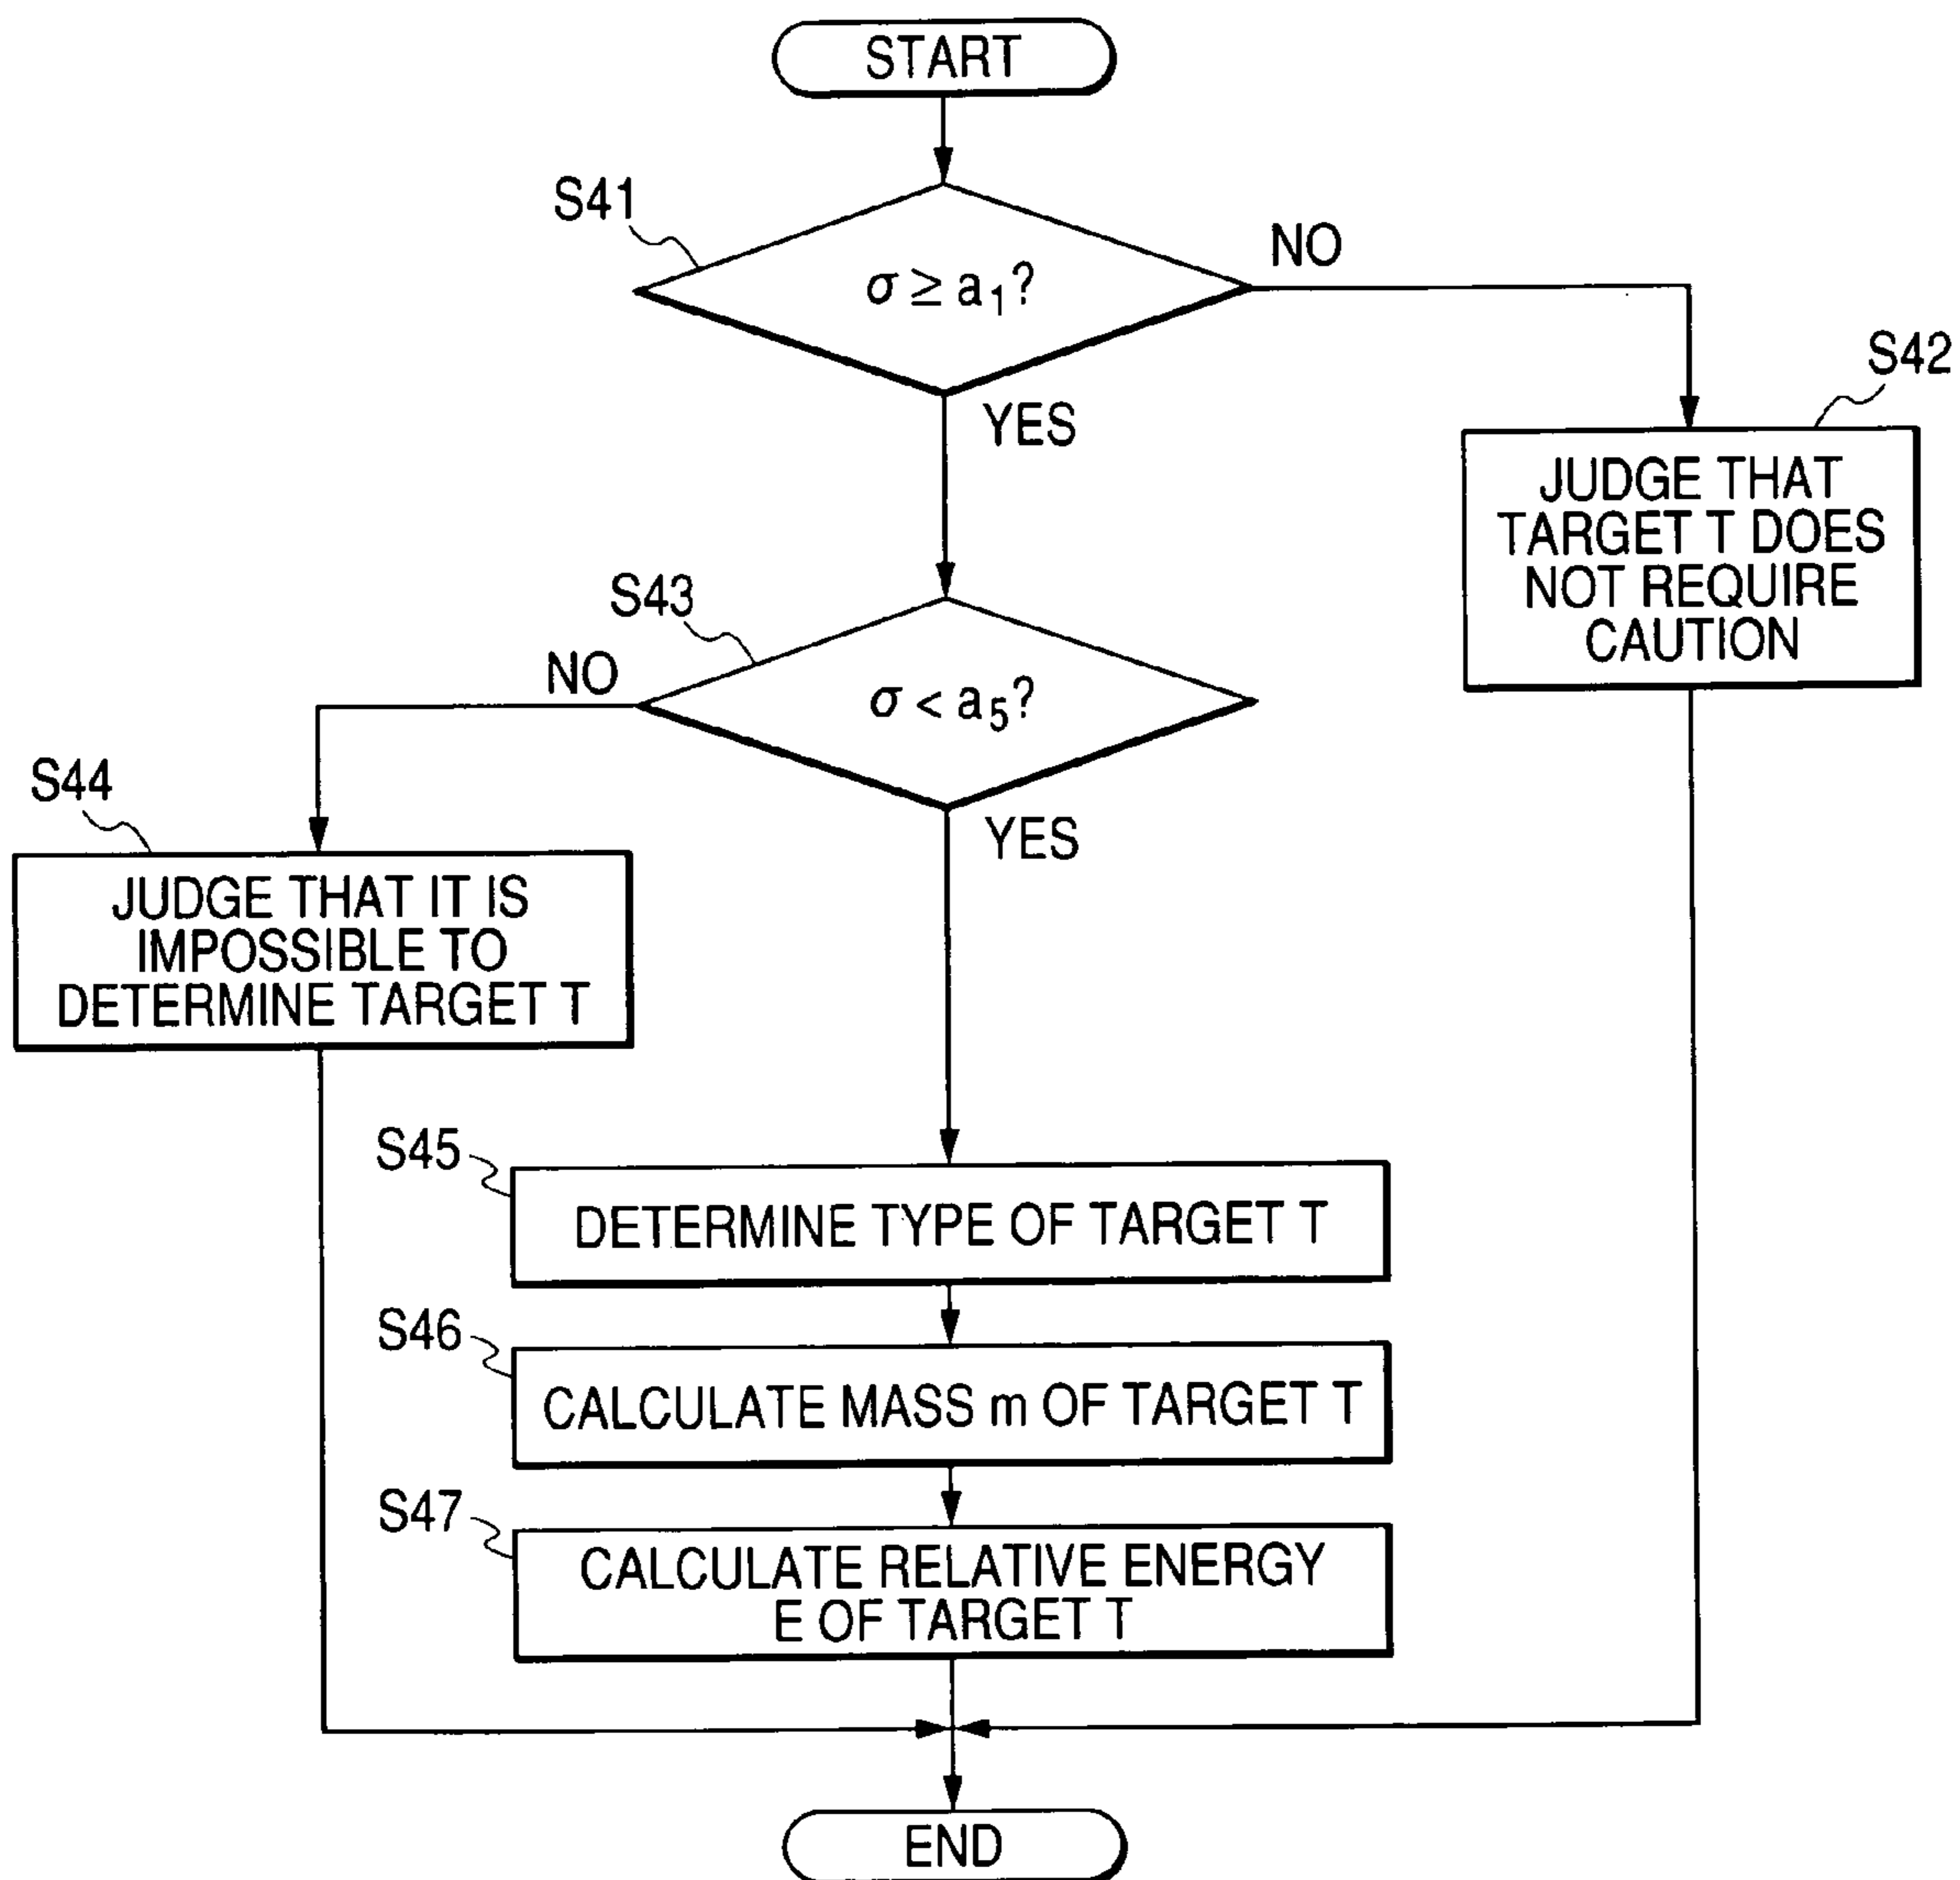 START
S41
σ ≥ a₁?
NO
YES
S42
JUDGE THAT
TARGET T DOES
NOT REQUIRE
CAUTION
S43
σ < a₅?
NO
YES
S44
JUDGE THAT IT IS
IMPOSSIBLE TO
DETERMINE TARGET T
S45
DETERMINE TYPE OF TARGET T
S46
CALCULATE MASS m OF TARGET T
S47
CALCULATE RELATIVE ENERGY
E OF TARGET T
END